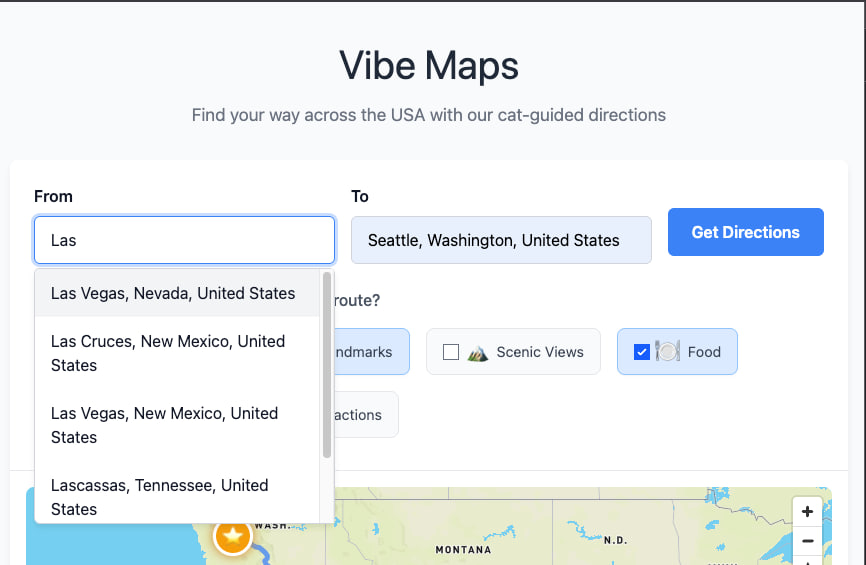 Vibe Maps
Find your way across the USA with our cat-guided directions
From
To
Las
Seattle, Washington, United States
Get Directions
Las Vegas, Nevada, United States
Las Cruces, New Mexico, United
States
Las Vegas, New Mexico, United
States
Lascassas, Tennessee, United
States
route?
ndmarks
Scenic Views
Food
actions
WASH.
MONTANA
N.D.
+
−